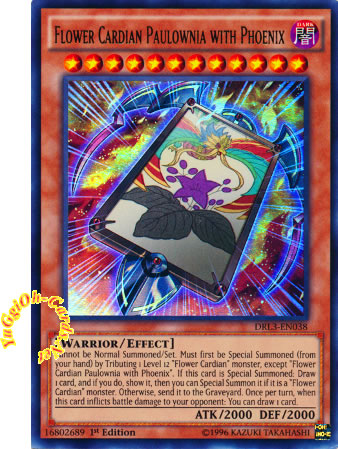 Flower Cardian Paulownia with Phoenix
DARK
闇
DRL3-EN038
[Warrior/Effect]
Cannot be Normal Summoned/Set. Must first be Special Summoned (from
your hand) by Tributing 1 Level 12 "Flower Cardian" monster, except "Flower
Cardian Paulownia with Phoenix". If this card is Special Summoned: Draw
1 card, and if you do, show it, then you can Special Summon it if it is a "Flower
Cardian" monster. Otherwise, send it to the Graveyard. Once per turn, when
this card inflicts battle damage to your opponent: You can draw 1 card.
ATK/2000 DEF/2000
16802689 1st Edition ©1996 KAZUKI TAKAHASHI